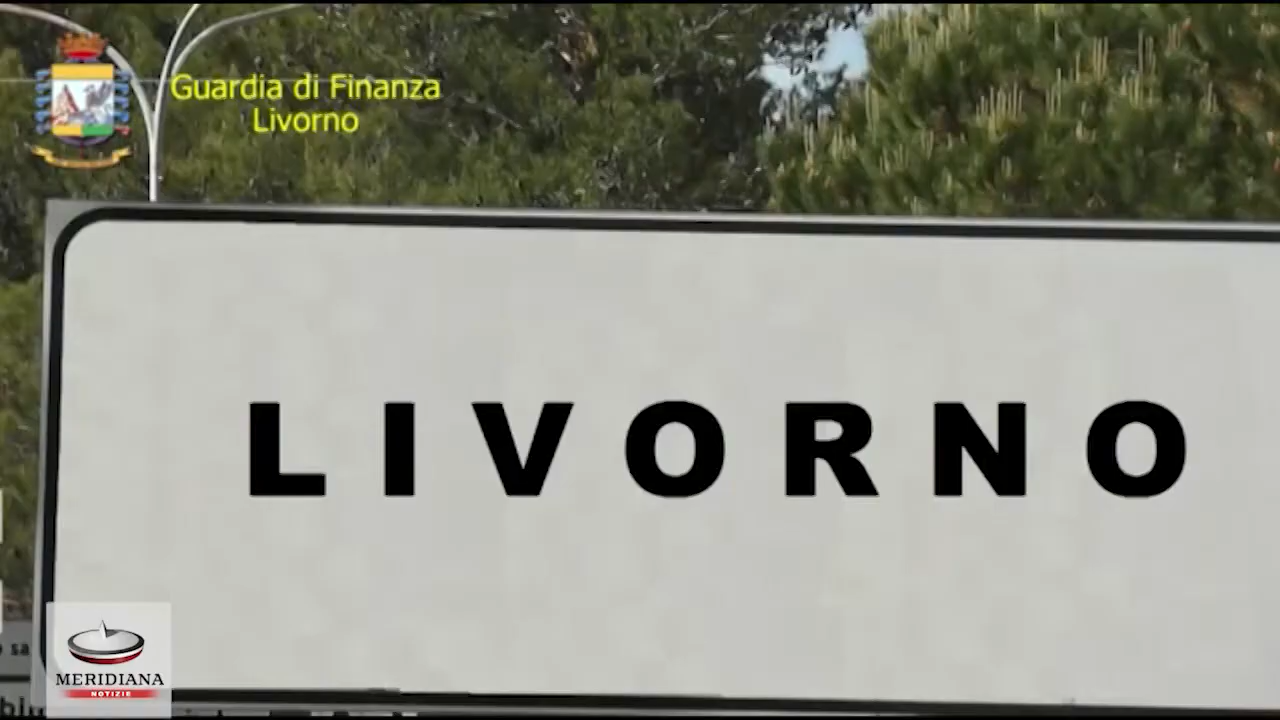 Guardia di Finanza
Livorno
LIVORNO
MERIDIANA
NOTIZIE